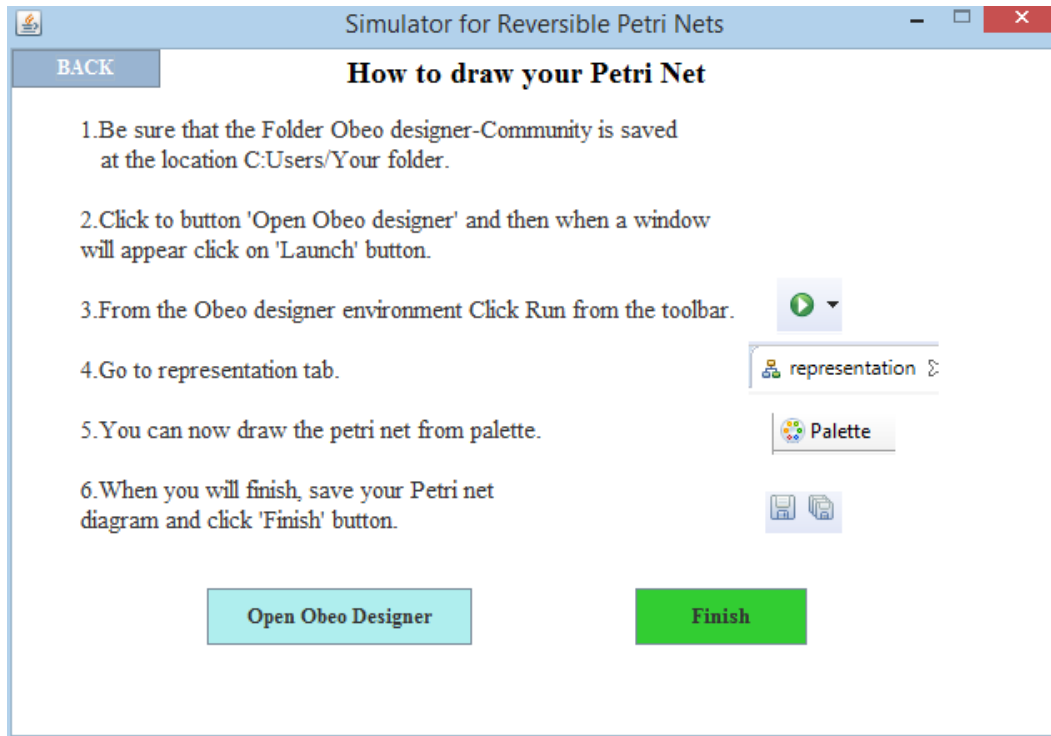 Simulator for Reversible Petri Nets
BACK
How to draw your Petri Net
1.Be sure that the Folder Obeo designer-Community is saved
at the location C:Users/Your folder.
2.Click to button 'Open Obeo designer' and then when a window
will appear click on 'Launch' button.
3.From the Obeo designer environment Click Run from the toolbar.
4.Go to representation tab.
representation
5.You can now draw the petri net from palette.
Palette
6.When you will finish, save your Petri net
diagram and click 'Finish' button.
Open Obeo Designer
Finish